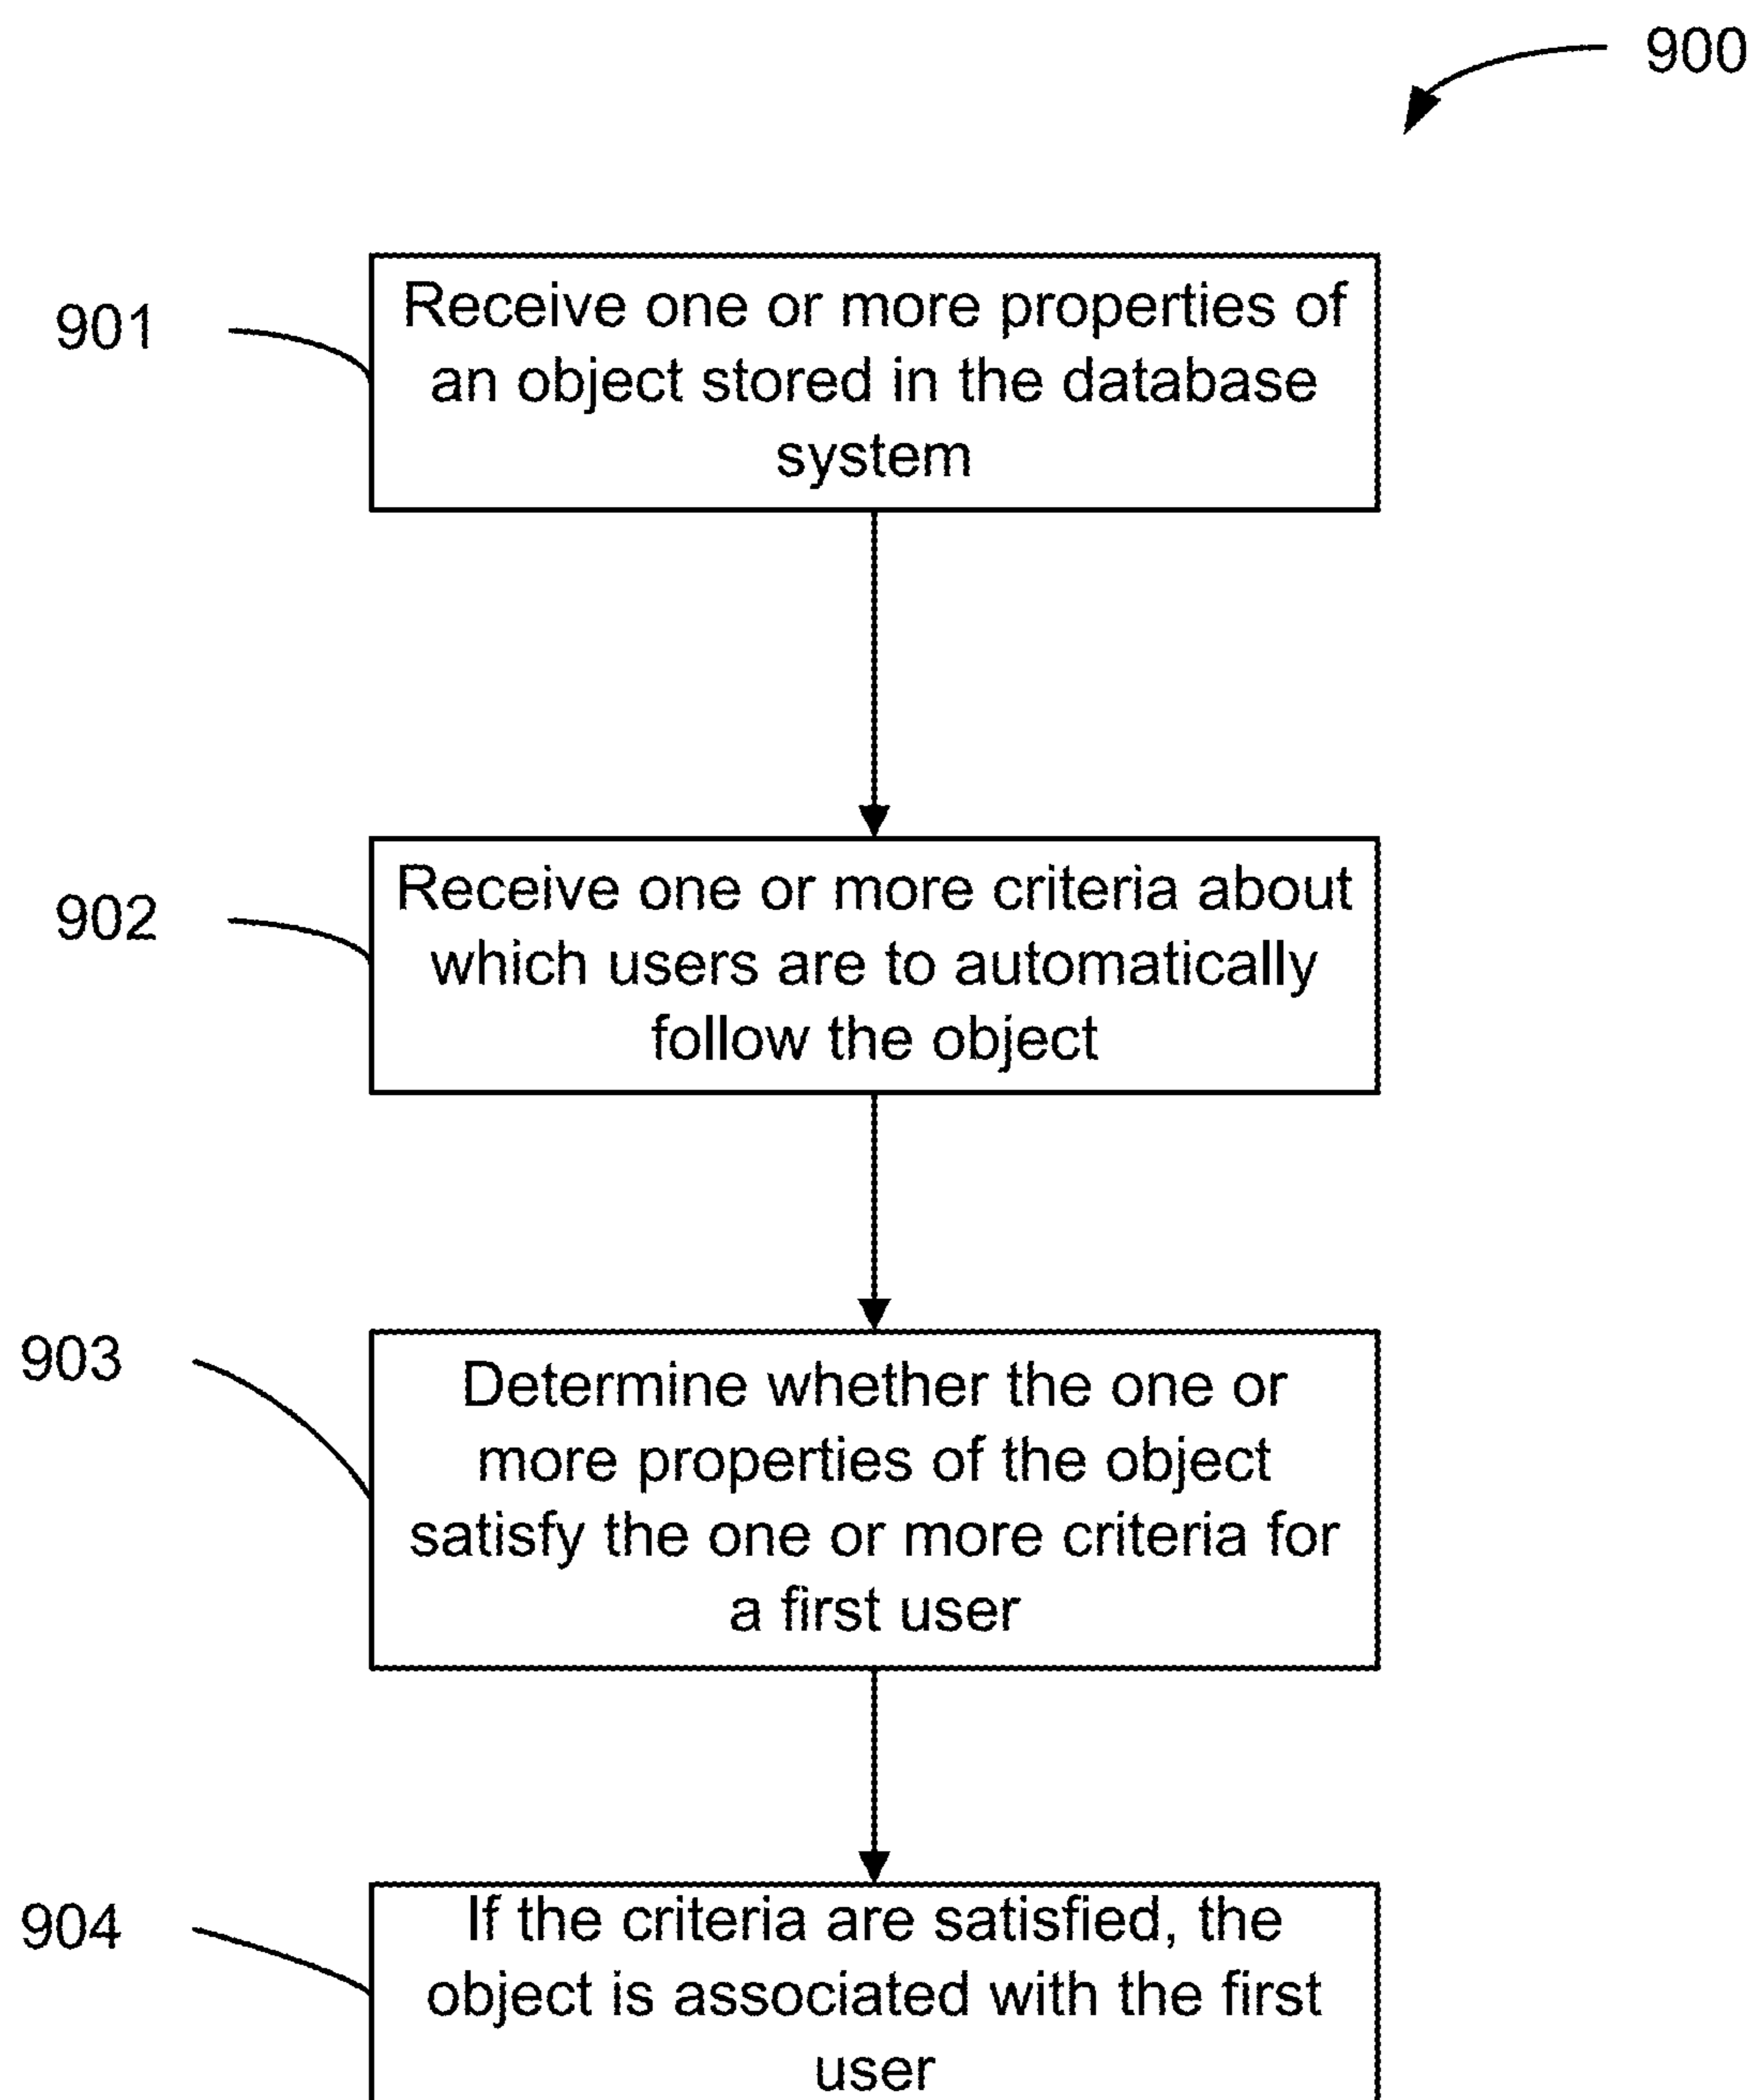 900
901
Receive one or more properties of
an object stored in the database
system
902
Receive one or more criteria about
which users are to automatically
follow the object
903
Determine whether the one or
more properties of the object
satisfy the one or more criteria for
a first user
904
If the criteria are satisfied, the
object is associated with the first
user